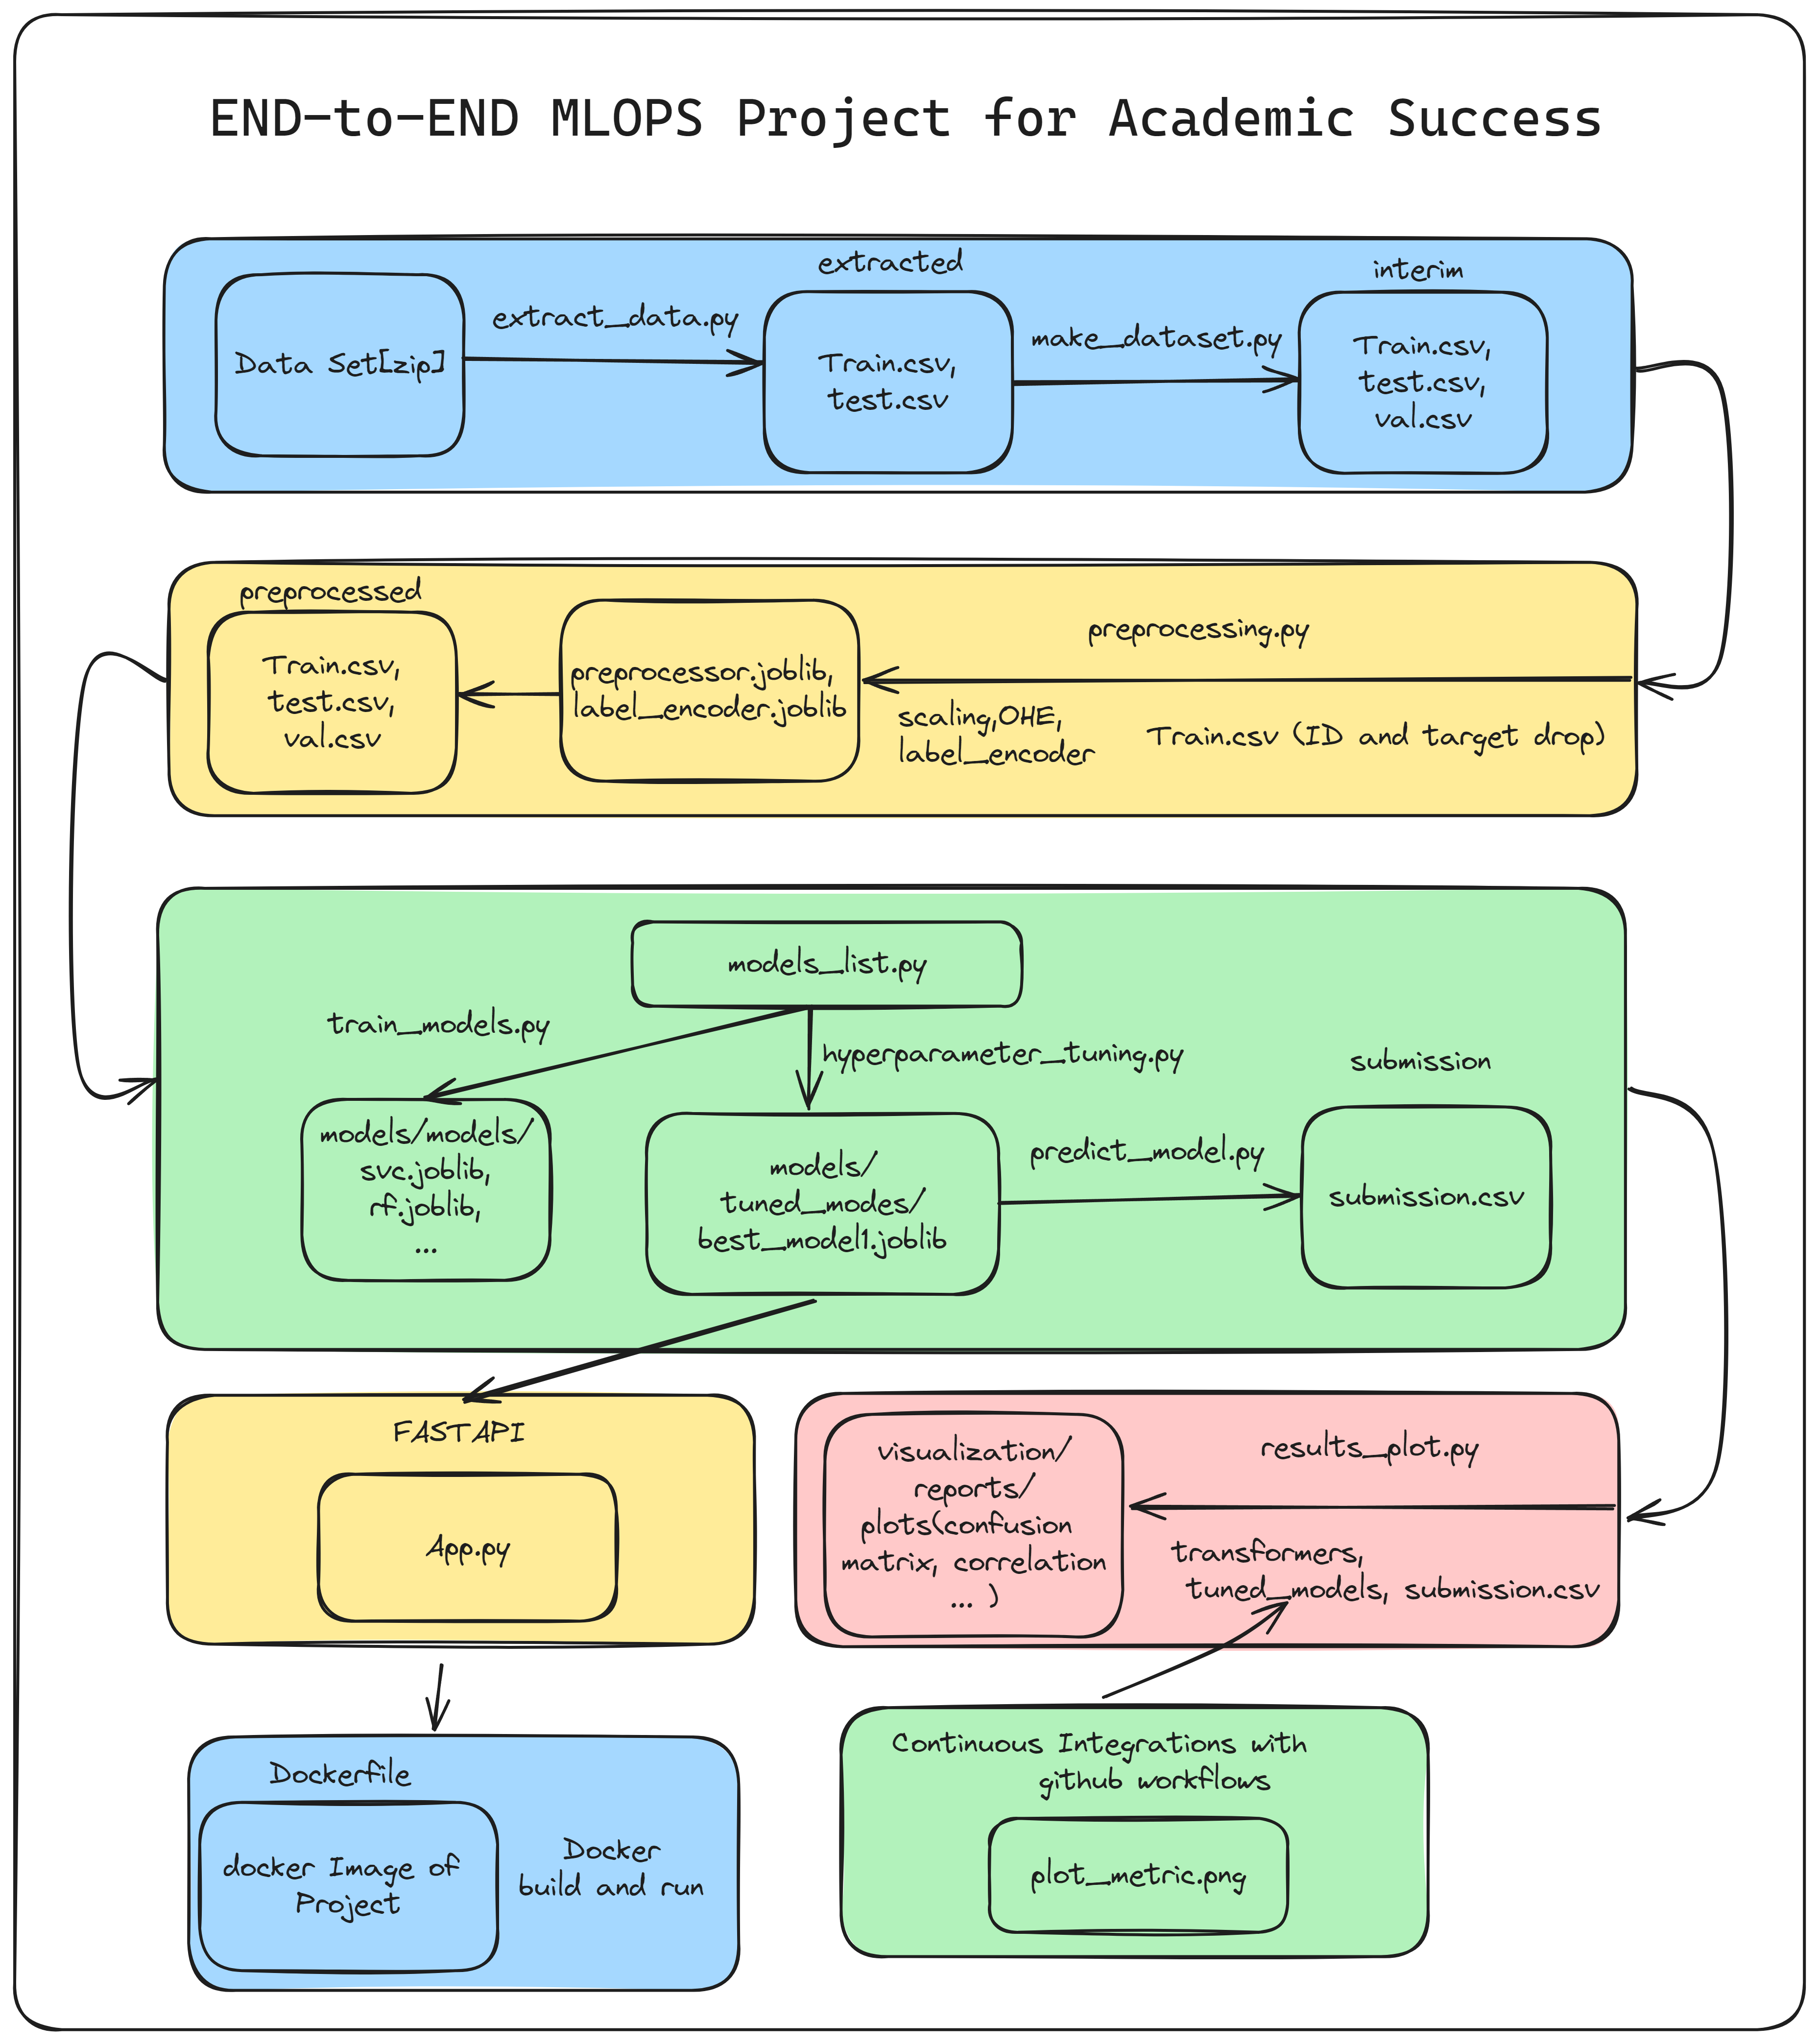 END-to-END MLOPS Project for Academic Success
Data Set[zip]
extract_data.py
extracted
Train.csv,
test.csv
make_dataset.py
interim
Train.csv,
test.csv,
val.csv
preprocessing.py
Train.csv (ID and target drop)
scaling,OHE,
label_encoder
preprocessor.joblib,
label_encoder.joblib
preprocessed
Train.csv,
test.csv,
val.csv
models_list.py
train_models.py
hyperparameter_tuning.py
models/models/
svc.joblib,
rf.joblib,
...
models/
tuned_modes/
best_model1.joblib
predict_model.py
submission
submission.csv
FASTAPI
App.py
results_plot.py
transformers,
tuned_models, submission.csv
visualization/
reports/
plots(confusion
matrix, correlation
... )
Dockerfile
docker Image of
Project
Docker
build and run
Continuous Integrations with
github workflows
plot_metric.png